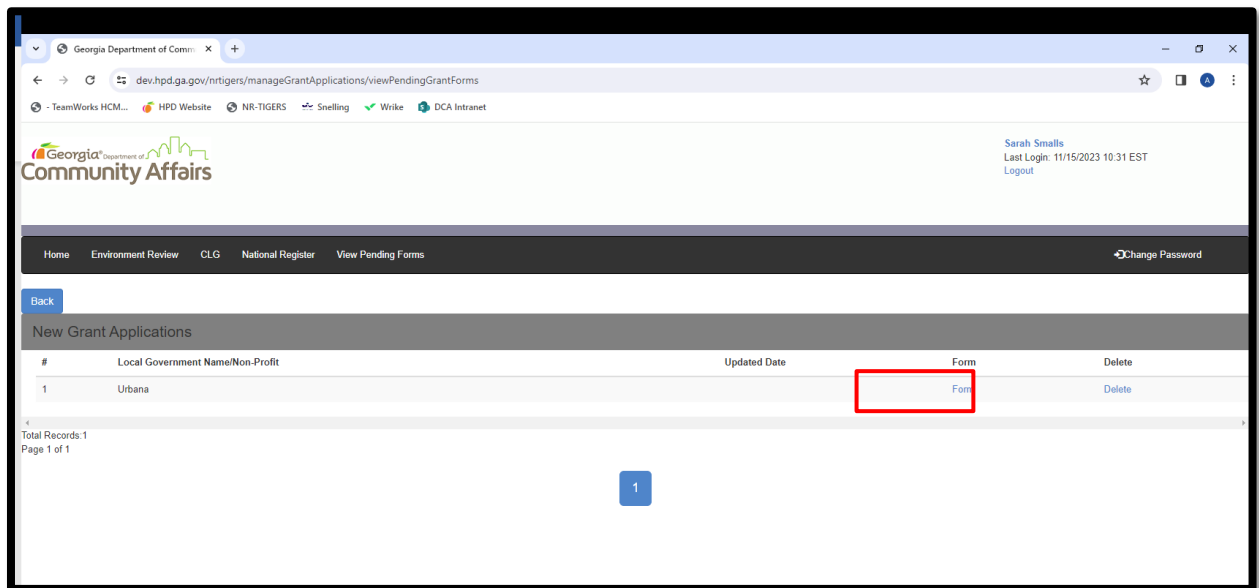 Georgia Department of Comm
dev.hpd.ga.gov/nrtigers/manageGrantApplications/viewPendingGrantForms
A
- TeamWorks HCM... HPD Website NR-TIGERS Snelling Wrike DCA Intranet
Georgia® Department of
Community Affairs
Sarah Smalls
Last Login: 11/15/2023 10:31 EST
Logout
Home Environment Review CLG National Register View Pending Forms Change Password
Back
New Grant Applications
# Local Government Name/Non-Profit Updated Date Form Delete
1 Urbana Form Delete
Total Records:1
Page 1 of 1
1